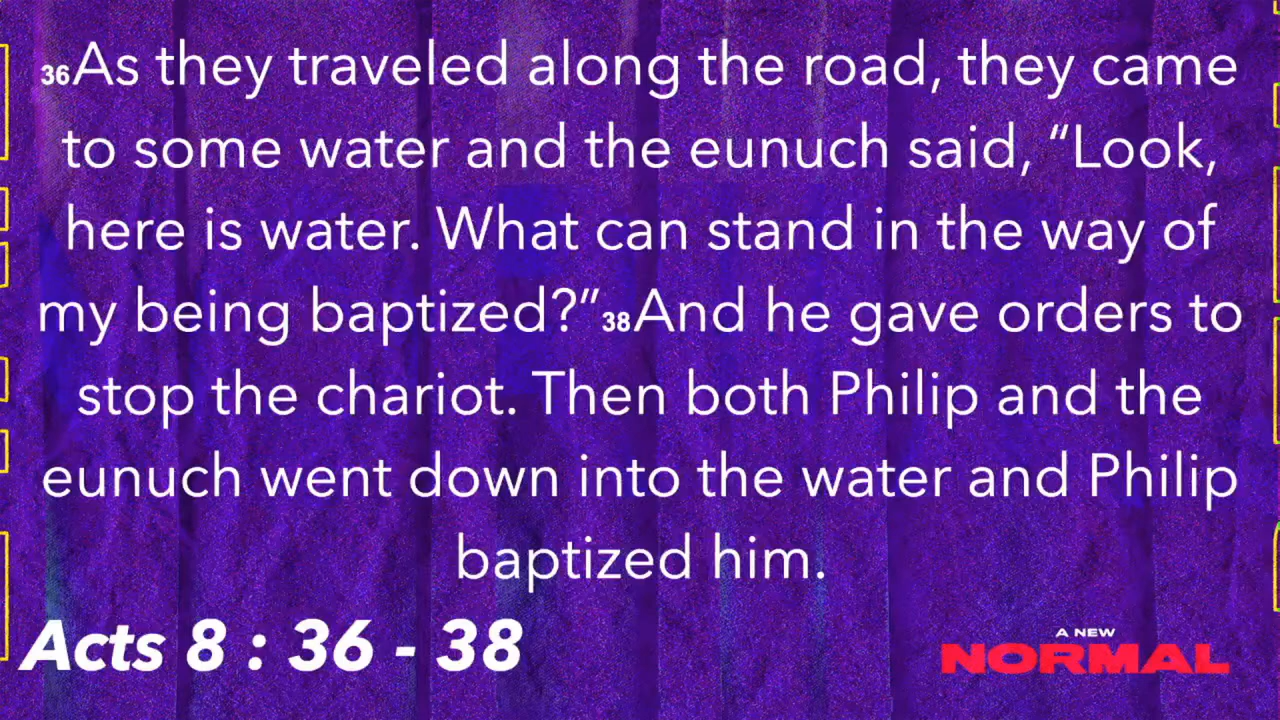 36As they traveled along the road, they came
to some water and the eunuch said, “Look,
here is water. What can stand in the way of
my being baptized?”38And he gave orders to
stop the chariot. Then both Philip and the
eunuch went down into the water and Philip
baptized him.
Acts 8 : 36 - 38
A NEW
NORMAL